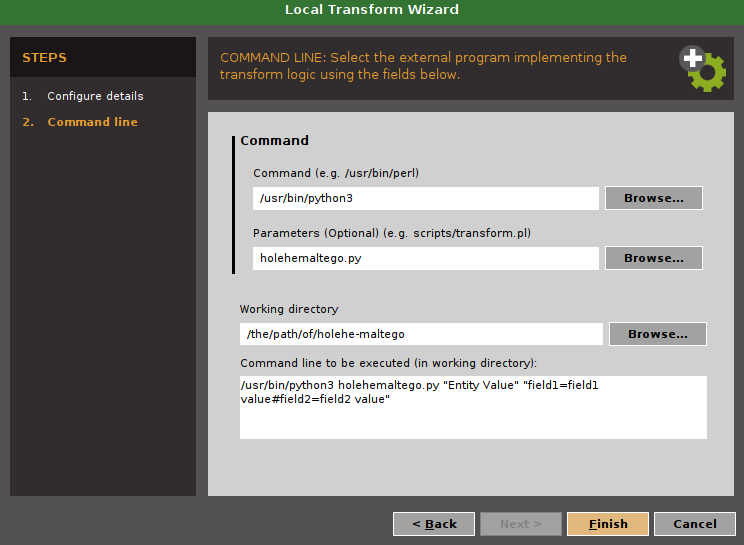 Local Transform Wizard
STEPS
1. Configure details
2. Command line
COMMAND LINE: Select the external program implementing the
transform logic using the fields below.
Command
Command (e.g. /usr/bin/perl)
/usr/bin/python3
Browse...
Parameters (Optional) (e.g. scripts/transform.pl)
holehemaltego.py
Browse...
Working directory
/the/path/of/holehe-maltego
Browse...
Command line to be executed (in working directory):
/usr/bin/python3 holehemaltego.py "Entity Value" "field1=field1
value#field2=field2 value"
< Back
Next >
Finish
Cancel